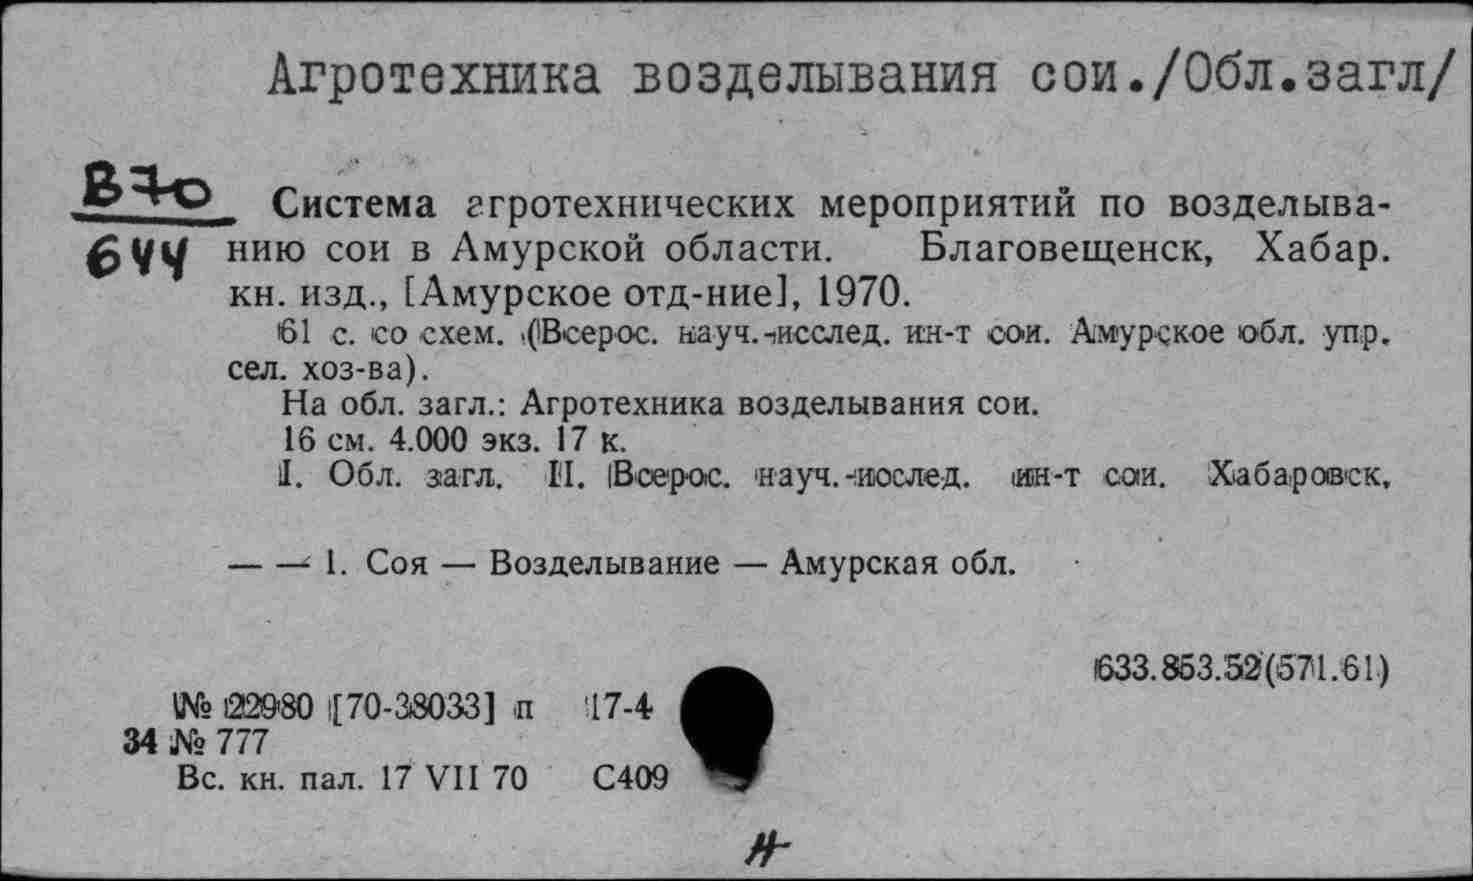 Агротехника возделывания сои./Обл.загл/
Система агротехнических мероприятий по возделыва-
644 нию сои в Амурской области. Благовещенск, Хабар.
кн. изд., [Амурское отд-ние], 1970.
61 с. со схем. (Всерос. науч.-исслед. ин-т сои. Амурское обл. упр.
сел. хоз-ва).
На обл. загл.: Агротехника возделывания сои.
16 см. 4.000 экз. 17 к.
I. Обл. загл. II. Всерос. науч.-исслед. ин-т сои. Хабаровск,
— — 1. Соя — Возделывание — Амурская обл.
633.853.52(571.61)
№ 22980 [70-38033] п 17-4
34 № 777
Вс. кн. пал. 17 VII 70 С409